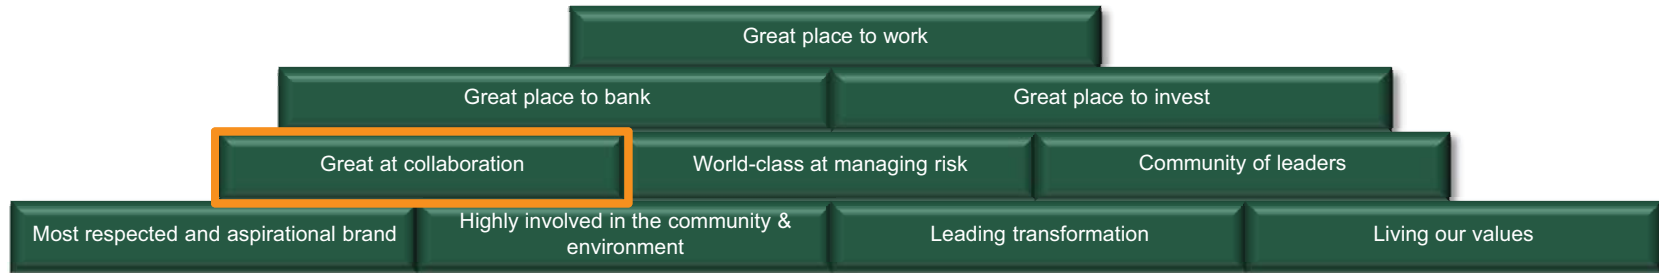 Great place to work
Great place to bank
Great place to invest
Great at collaboration
World-class at managing risk
Community of leaders
Most respected and aspirational brand
Highly involved in the community &
environment
Leading transformation
Living our values